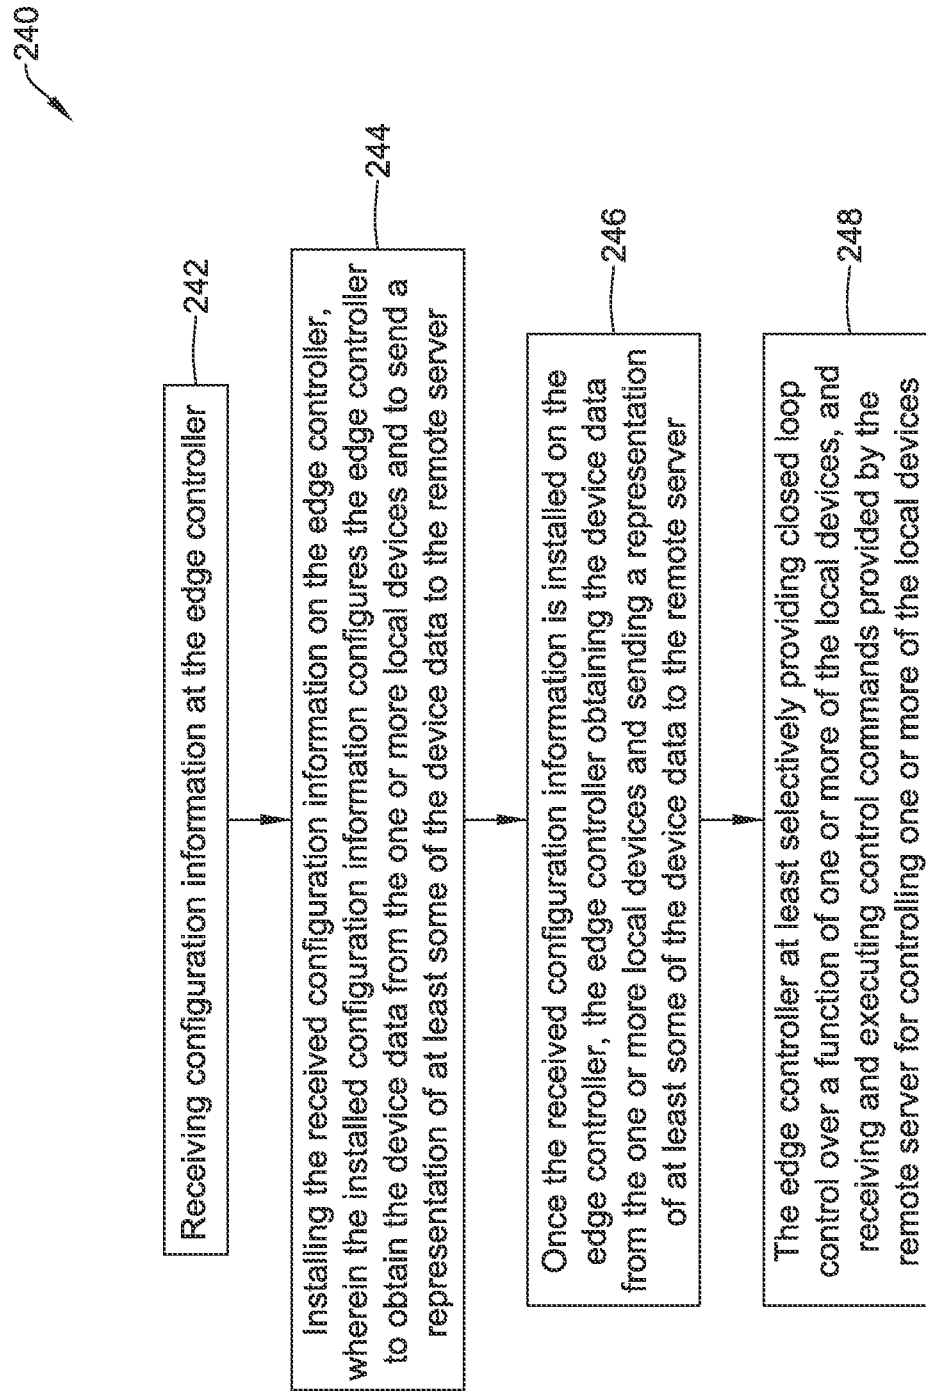 240
242
Receiving configuration information at the edge controller
244
Installing the received configuration information on the edge controller,
wherein the installed configuration information configures the edge controller
to obtain the device data from the one or more local devices and to send a
representation of at least some of the device data to the remote server
246
Once the received configuration information is installed on the
edge controller, the edge controller obtaining the device data
from the one or more local devices and sending a representation
of at least some of the device data to the remote server
248
The edge controller at least selectively providing closed loop
control over a function of one or more of the local devices, and
receiving and executing control commands provided by the
remote server for controlling one or more of the local devices